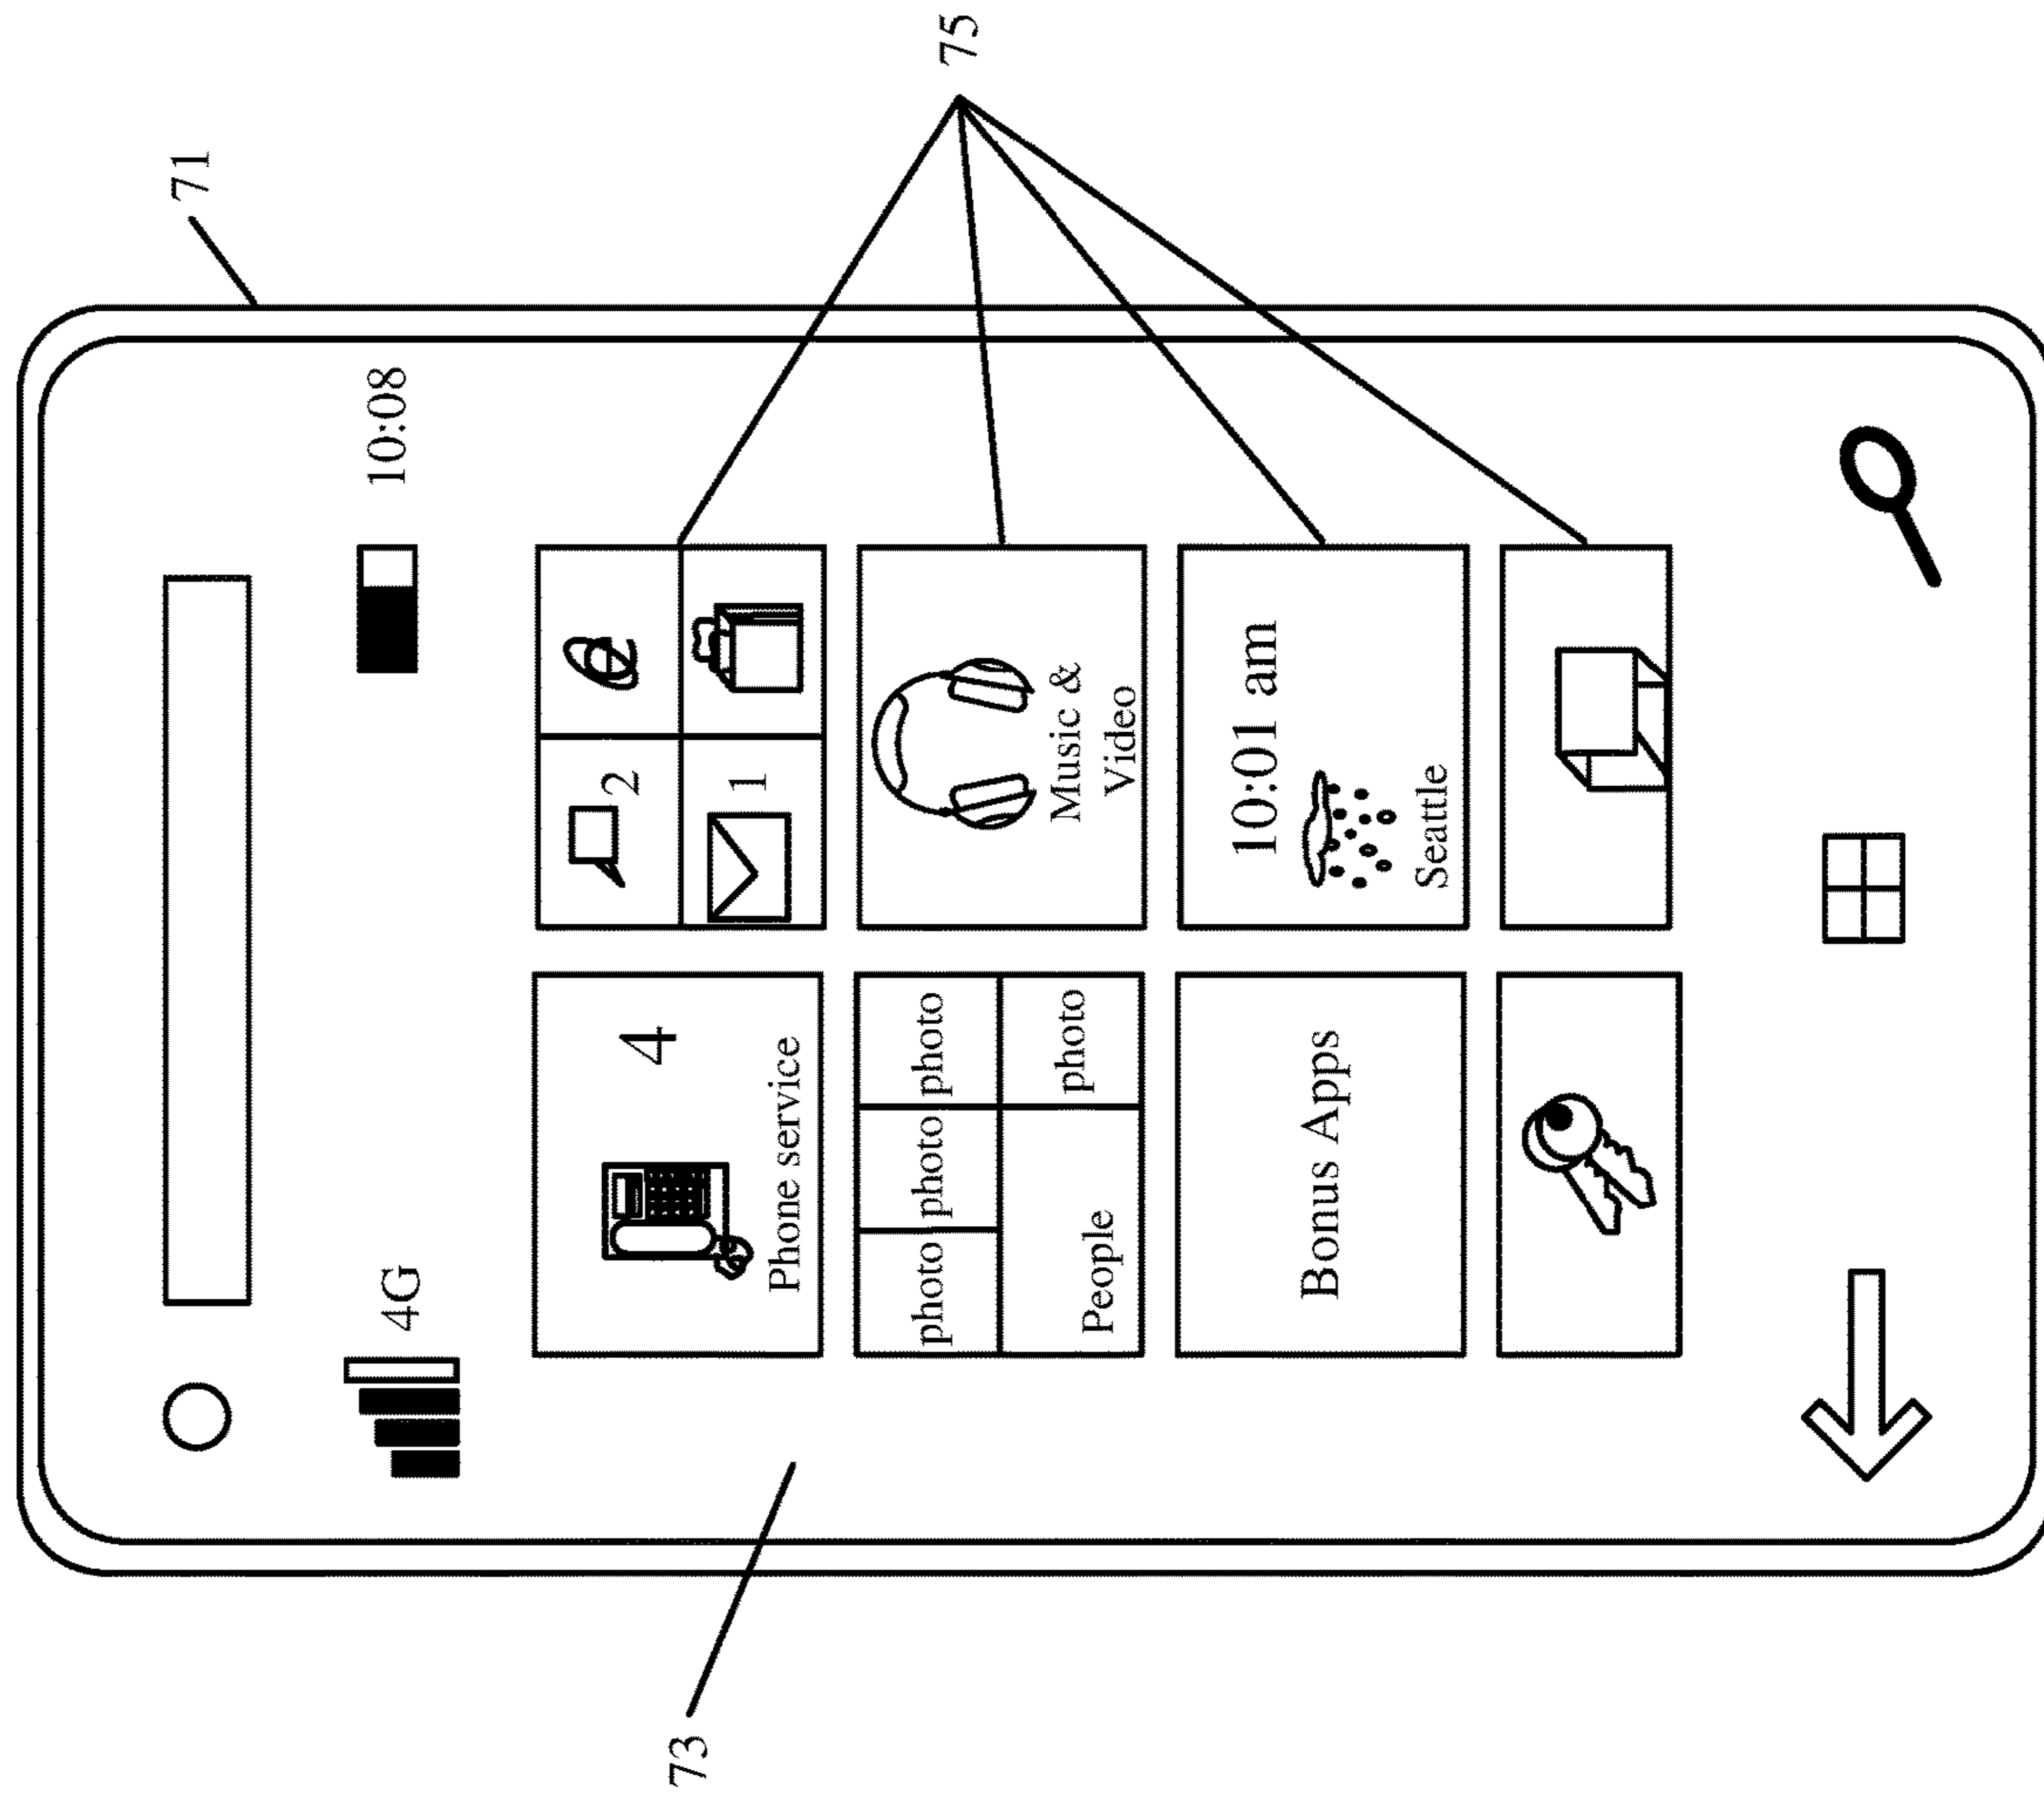 71
4G
10:08
4
2
73
1
Phone service
photo photo photo
75
photo
People
Music &
Video
Bonus Apps
10:01 am
Seattle